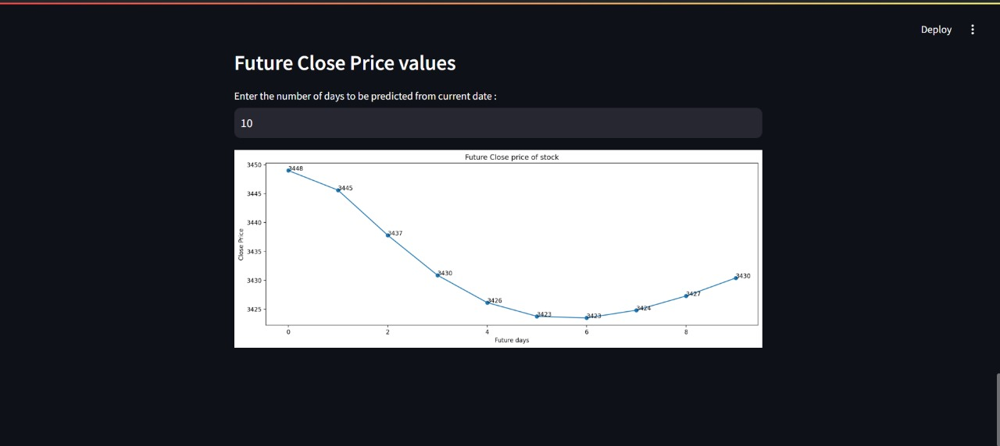 Deploy
Future Close Price values
Enter the number of days to be predicted from current date :
10
Future Close price of stock
3450
3445
3440
3435
3430
3425
Close Price
3448
3445
3437
3430
3426
3423
3423
3424
3427
3430
0 2 4 6 8
Future days